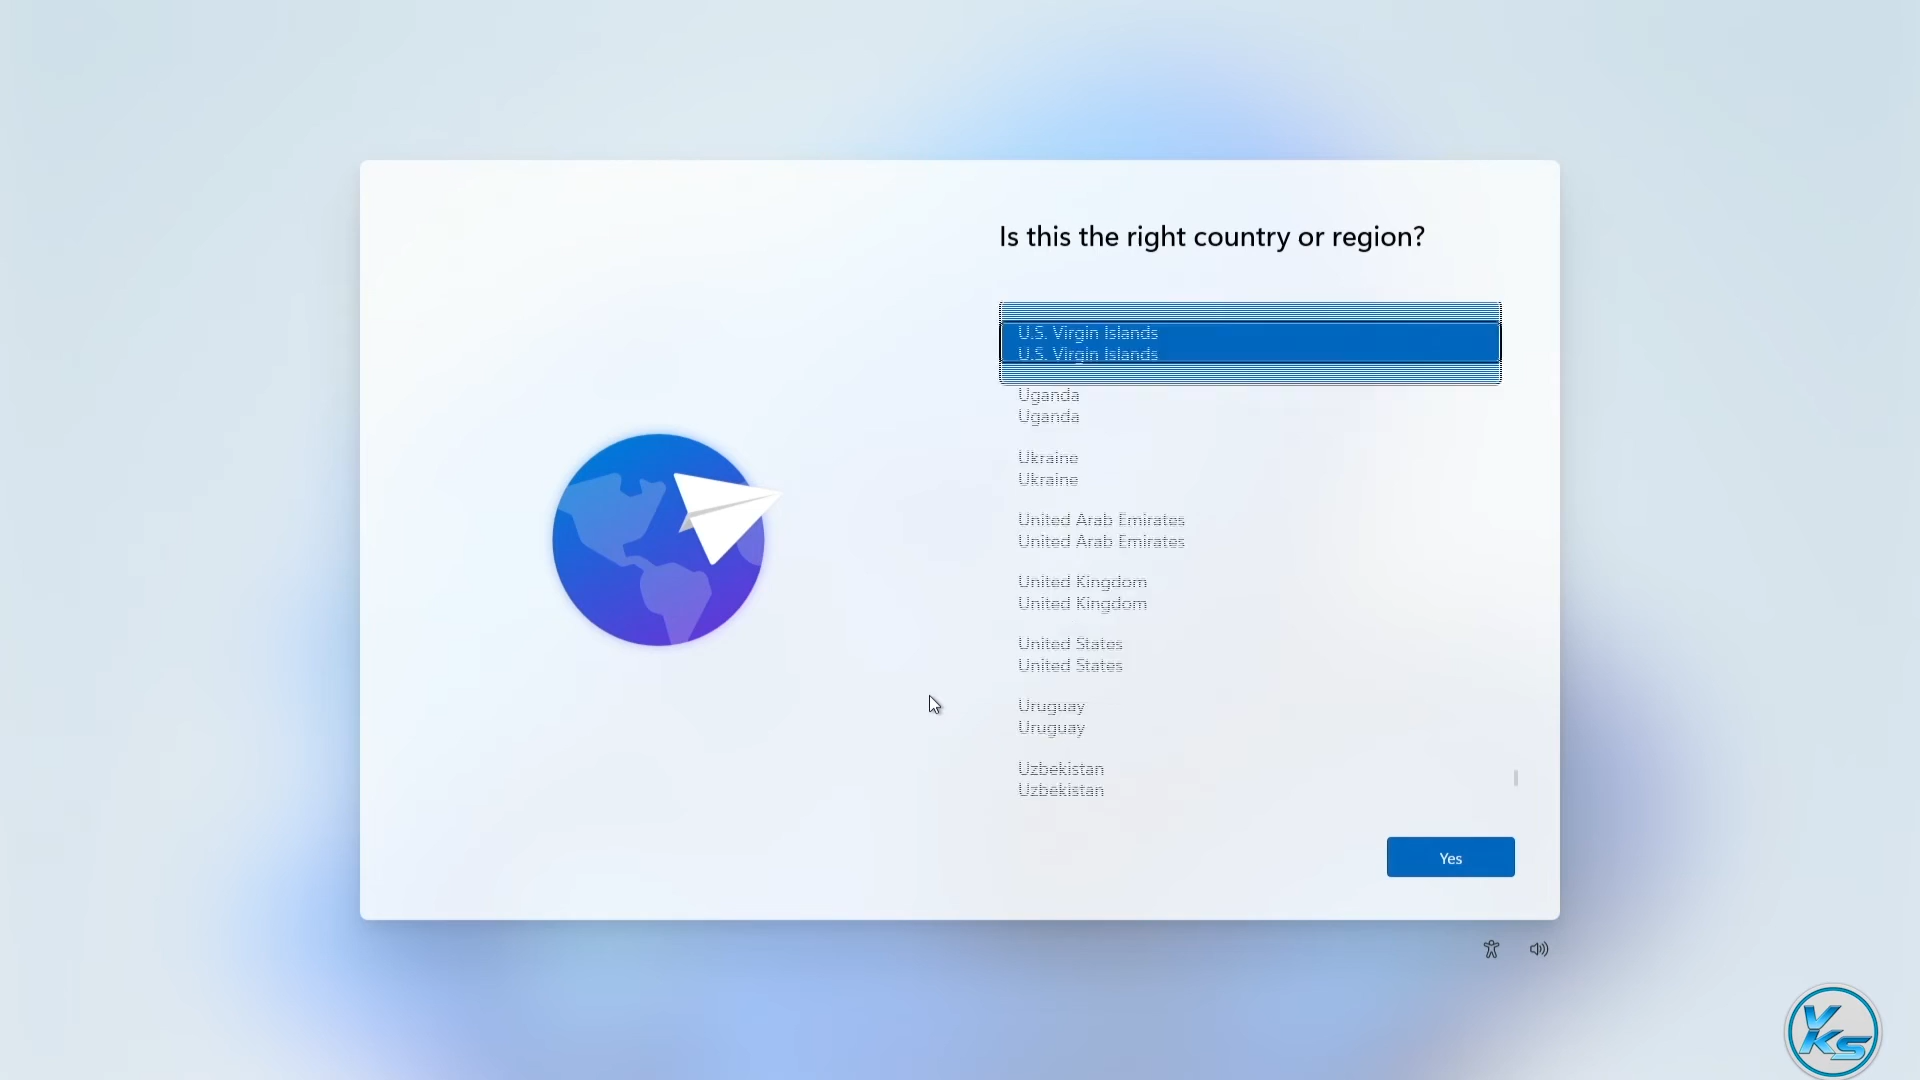 Is this the right country or region?
U.S. Virgin Islands
U.S. Virgin Islands
Uganda
Uganda
Ukraine
Ukraine
United Arab Emirates
United Arab Emirates
United Kingdom
United Kingdom
United States
United States
Uruguay
Uruguay
Uzbekistan
Uzbekistan
Yes
YKS